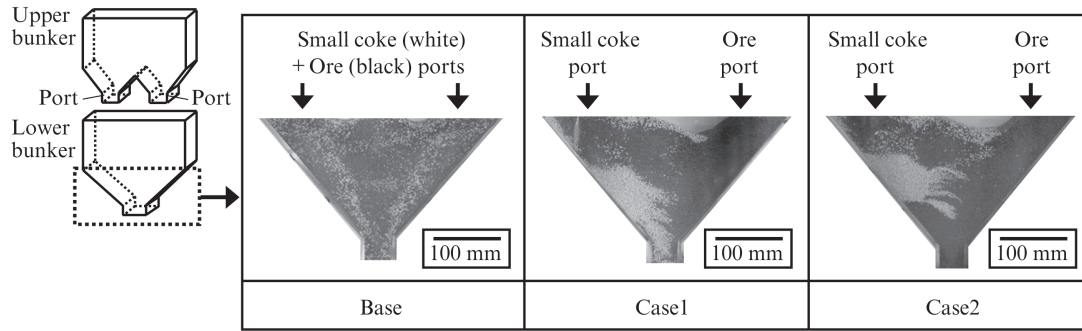 Upper
bunker
Port
Port
Lower
bunker
Small coke (white)
+ Ore (black) ports
100 mm
Base
Small coke
port
Ore
port
100 mm
Case1
Small coke
port
Ore
port
100 mm
Case2